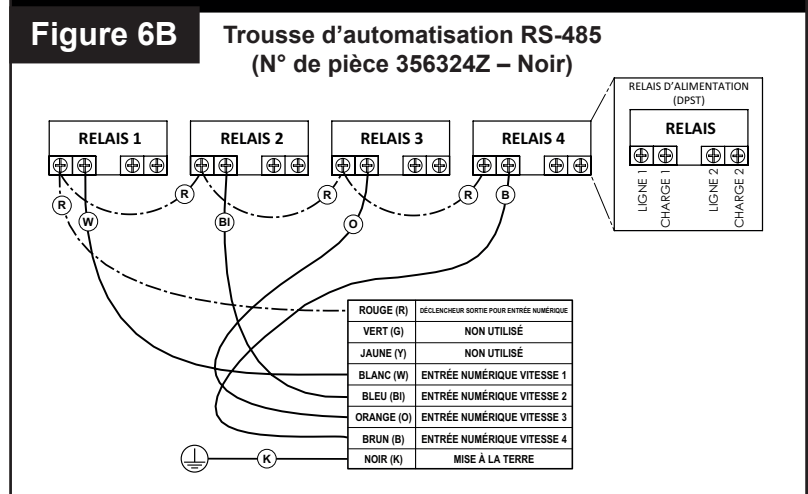 Figure 6B
Trousse d’automatisation RS-485
(N° de pièce 356324Z – Noir)
RELAIS D’ALIMENTATION
(DPST)
RELAIS
LIGNE 1
CHARGE 1
LIGNE 2
CHARGE 2
RELAIS 1
RELAIS 2
RELAIS 3
RELAIS 4
R
R
R
R
W
BI
O
B
ROUGE (R) DÉCLENCHEUR SORTIE POUR ENTRÉE NUMÉRIQUE
VERT (G) NON UTILISÉ
JAUNE (Y) NON UTILISÉ
BLANC (W) ENTRÉE NUMÉRIQUE VITESSE 1
BLEU (BI) ENTRÉE NUMÉRIQUE VITESSE 2
ORANGE (O) ENTRÉE NUMÉRIQUE VITESSE 3
BRUN (B) ENTRÉE NUMÉRIQUE VITESSE 4
K
NOIR (K) MISE À LA TERRE